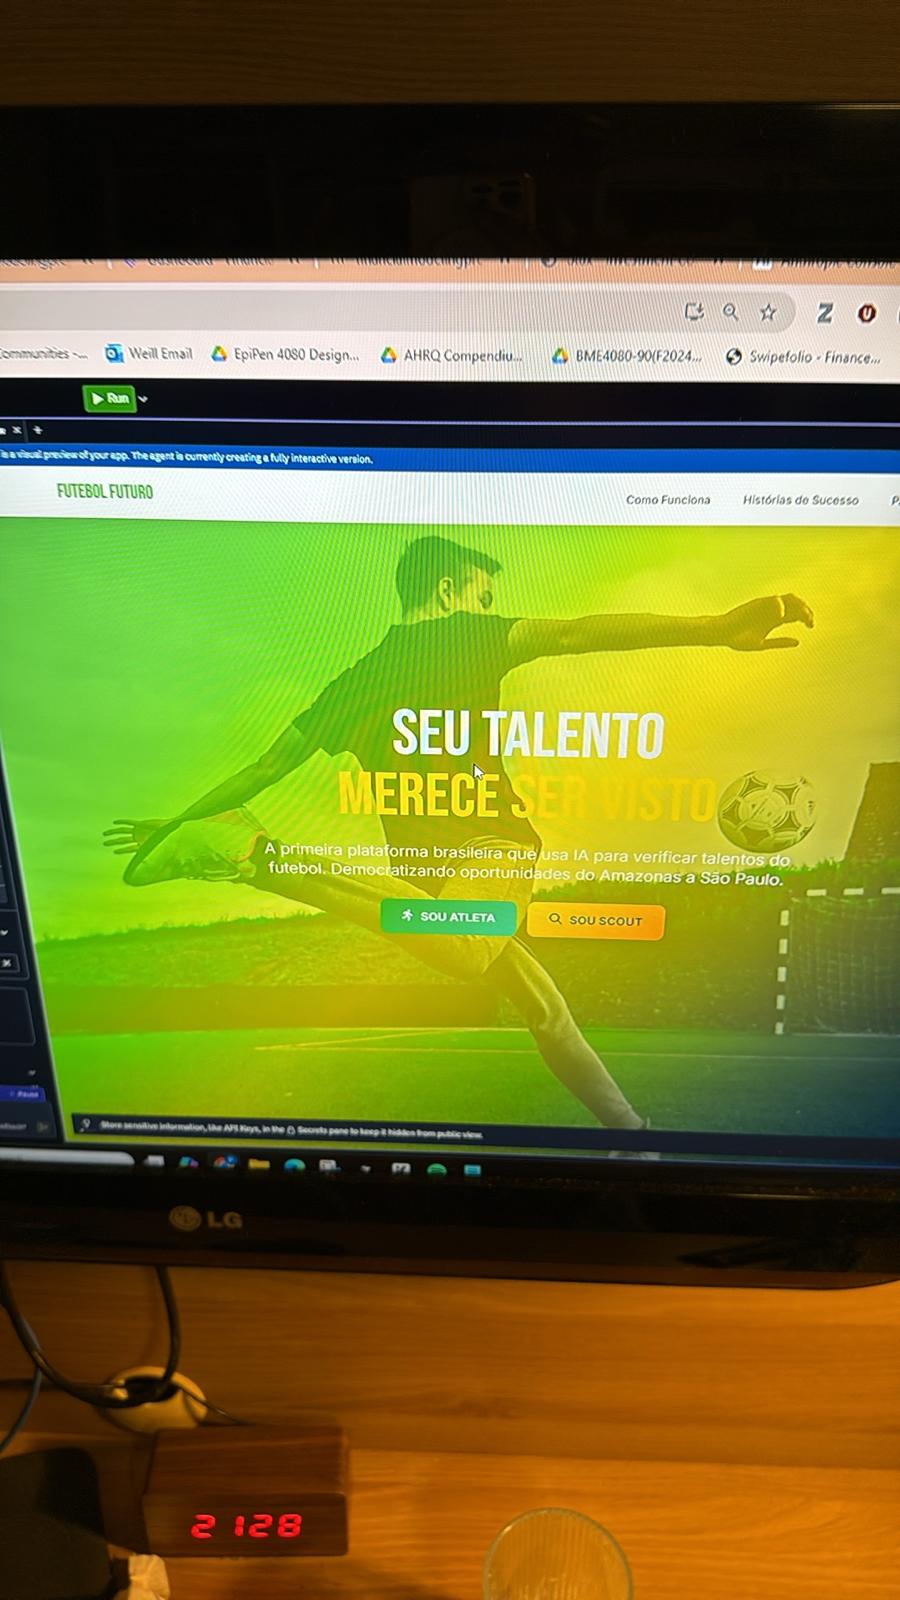 Weill Email
EpiPen 4080 Design...
AHRQ Compendiu...
BME4080-90(F2024...
Swipefolio - Finance...
Run
is a visual preview of your app. The agent is currently creating a fully interactive version.
FUTEBOL FUTURO
Como Funciona
Histórias de Sucesso
SEU TALENTO
MERECE SER VISTO
A primeira plataforma brasileira que usa IA para verificar talentos do
futebol. Democratizando oportunidades do Amazonas a São Paulo.
SOU ATLETA
SOU SCOUT
Pause
Store sensitive information, like API Keys, in the Secrets pane to keep it hidden from public view.
LG
2128